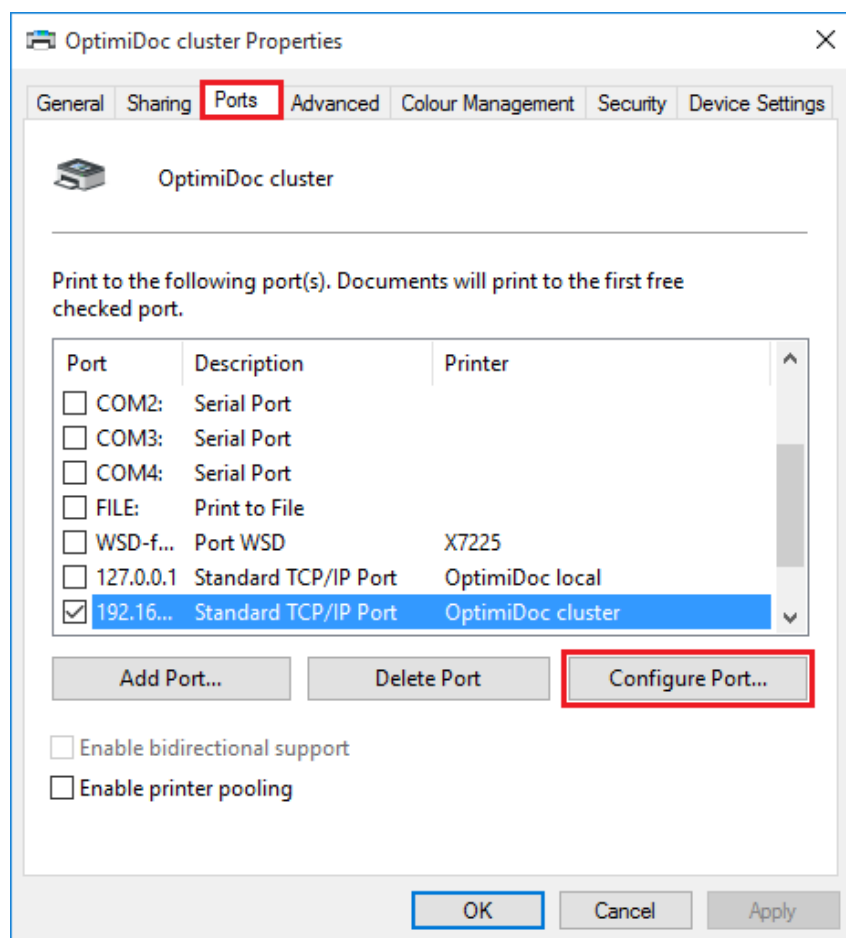 OptimiDoc cluster Properties
General Sharing Ports Advanced Colour Management Security Device Settings
OptimiDoc cluster
Print to the following port(s). Documents will print to the first free
checked port.
Port Description Printer
COM2: Serial Port
COM3: Serial Port
COM4: Serial Port
FILE: Print to File
WSD-f... Port WSD X7225
127.0.0.1 Standard TCP/IP Port OptimiDoc local
192.16... Standard TCP/IP Port OptimiDoc cluster
Add Port... Delete Port Configure Port...
Enable bidirectional support
Enable printer pooling
OK Cancel Apply